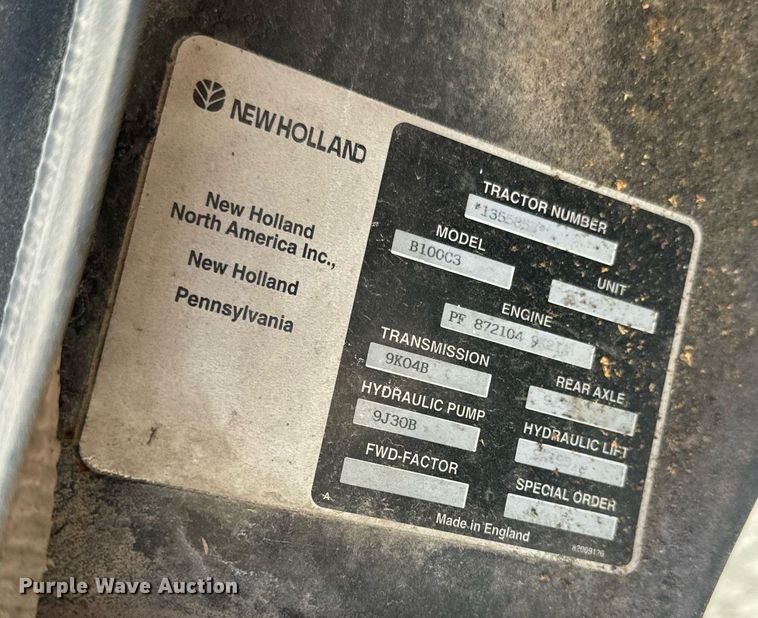 NEW HOLLAND
New Holland
North America Inc.,
New Holland
Pennsylvania
TRACTOR NUMBER
MODEL
B100C3
UNIT
ENGINE
PF 872104
TRANSMISSION
9K04B
REAR AXLE
HYDRAULIC PUMP
9J30B
HYDRAULIC LIFT
FWD-FACTOR
SPECIAL ORDER
A
Made in England
Purple Wave Auction